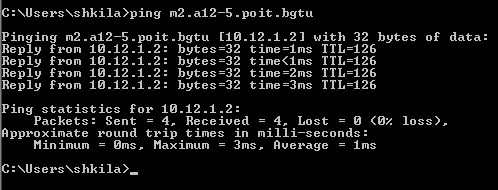 C:\Users\shkila>ping m2.a12-5.poit.bgtu
Pinging m2.a12-5.poit.bgtu [10.12.1.2] with 32 bytes of data:
Reply from 10.12.1.2: bytes=32 time=1ms TTL=126
Reply from 10.12.1.2: bytes=32 time<1ms TTL=126
Reply from 10.12.1.2: bytes=32 time=2ms TTL=126
Reply from 10.12.1.2: bytes=32 time=3ms TTL=126
Ping statistics for 10.12.1.2:
Packets: Sent = 4, Received = 4, Lost = 0 (0% loss),
Approximate round trip times in milli-seconds:
Minimum = 0ms, Maximum = 3ms, Average = 1ms
C:\Users\shkila>_